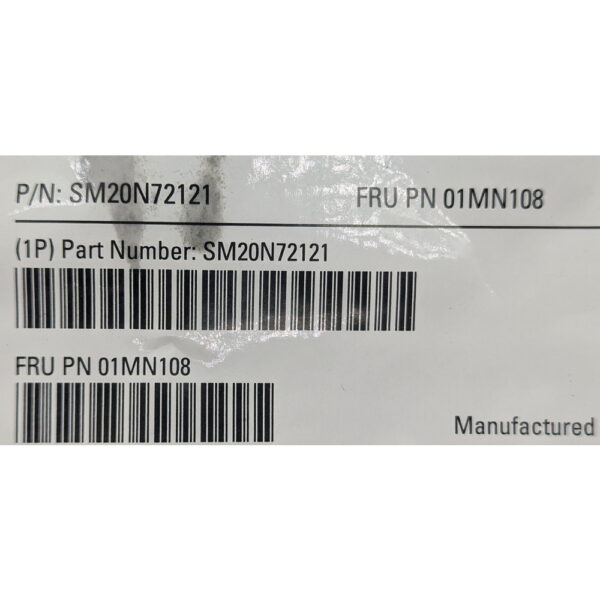 P/N: SM20N72121 FRU PN 01MN108
(1P) Part Number: SM20N72121
FRU PN 01MN108
Manufactured